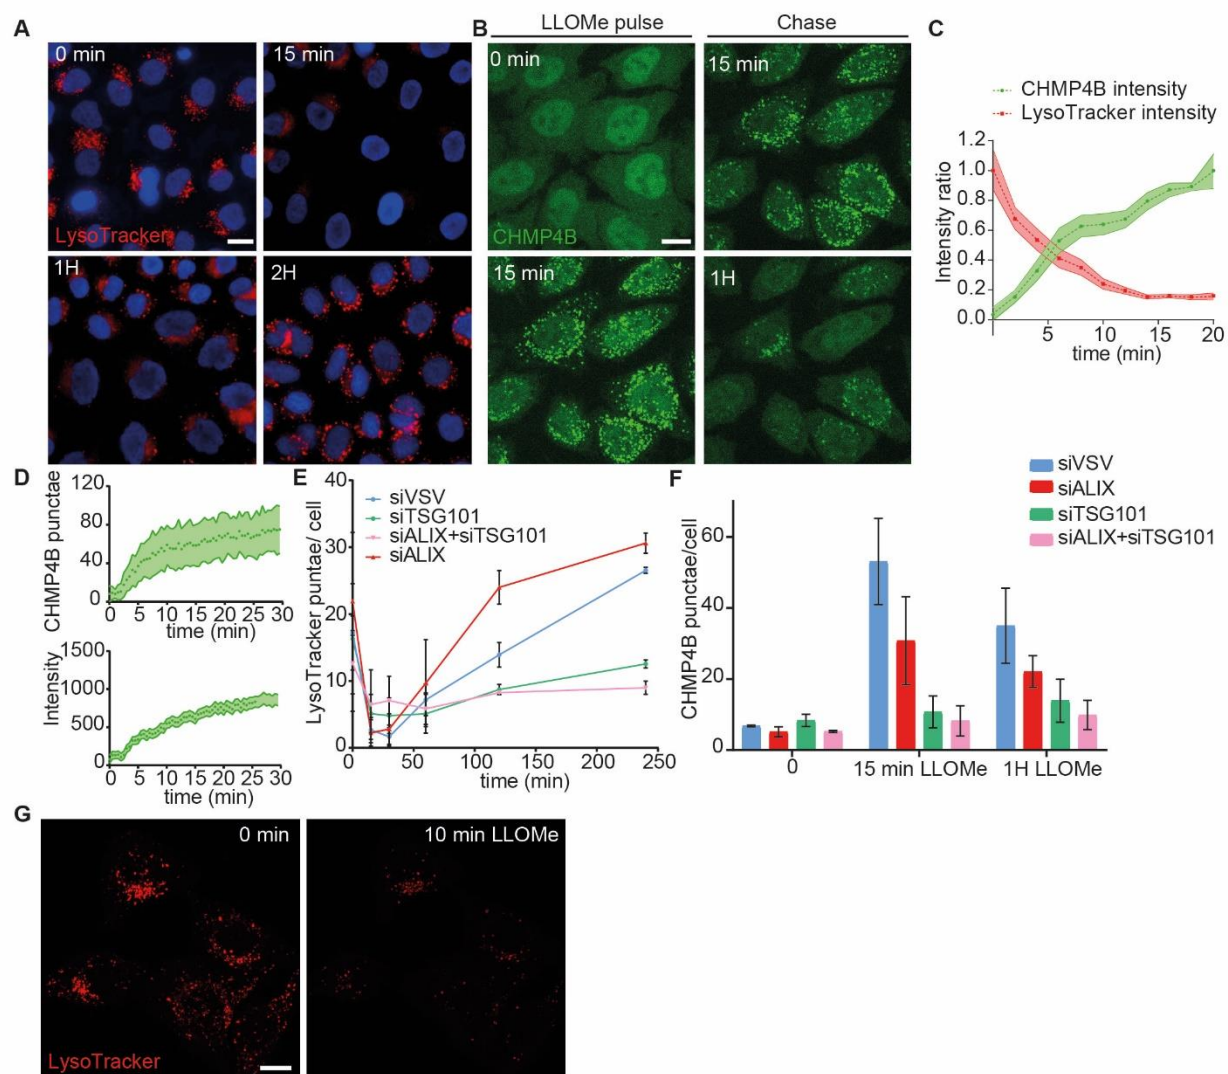 A
0 min
15 min
LysoTracker
1H
2H
B
LLOMe pulse
Chase
0 min
15 min
CHMP4B
15 min
1H
C
CHMP4B intensity
LysoTracker intensity
Intensity ratio
1.2
1.0
0.8
0.6
0.4
0.2
0.0
0 5 10 15 20
time (min)
D
CHMP4B punctae
120
80
40
0
0 5 10 15 20 25 30
time (min)
Intensity
1500
1000
500
0
0 5 10 15 20 25 30
time (min)
E
LysoTracker puntae/ cell
40
30
20
10
0
siVSV
siTSG101
siALIX+siTSG101
siALIX
0 50 100 150 200 250
time (min)
F
siVSV
siALIX
siTSG101
siALIX+siTSG101
CHMP4B punctae/cell
60
40
20
0
0 15 min LLOMe 1H LLOMe
G
0 min
10 min LLOMe
LysoTracker